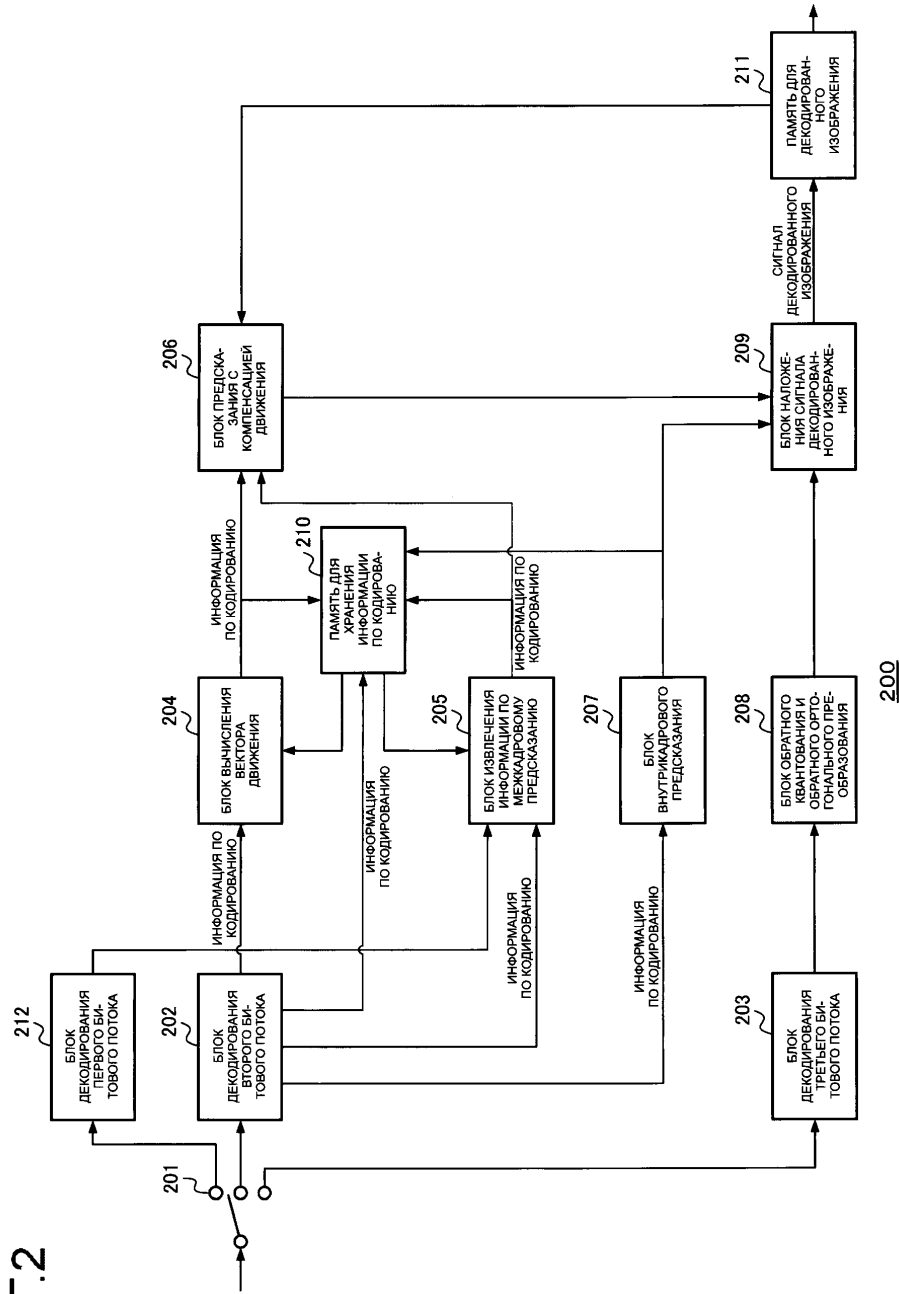 Г.2
201
212
БЛОК
ДЕКОДИРОВАНИЯ
ПЕРВОГО БИ-
ТОВОГО ПОТОКА
202
БЛОК
ДЕКОДИРОВАНИЯ
ВТОРОГО БИ-
ТОВОГО ПОТОКА
203
БЛОК
ДЕКОДИРОВАНИЯ
ТРЕТЬЕГО БИ-
ТОВОГО ПОТОКА
ИНФОРМАЦИЯ ПО
КОДИРОВАНИЮ
ИНФОРМАЦИЯ
ПО КОДИРОВАНИЮ
ИНФОРМАЦИЯ
ПО КОДИРОВАНИЮ
ИНФОРМАЦИЯ
ПО КОДИРОВАНИЮ
204
БЛОК ВЫЧИСЛЕНИЯ
ВЕКТОРА
ДВИЖЕНИЯ
205
БЛОК ИЗВЛЕЧЕНИЯ
ИНФОРМАЦИИ ПО
МЕЖКАДРОВОМУ
ПРЕДСКАЗАНИЮ
207
БЛОК
ВНУТРИКАДРОВОГО
ПРЕДСКАЗАНИЯ
208
БЛОК ОБРАТНОГО
КВАНТОВАНИЯ И
ОБРАТНОГО ОРТО-
ГОНАЛЬНОГО ПРЕ-
ОБРАЗОВАНИЯ
200
ИНФОРМАЦИЯ
ПО КОДИРОВАНИЮ
210
ПАМЯТЬ ДЛЯ
ХРАНЕНИЯ
ИНФОРМАЦИИ
ПО КОДИРОВА-
НИЮ
ИНФОРМАЦИЯ ПО
КОДИРОВАНИЮ
206
БЛОК ПРЕДСКА-
ЗАНИЯ С
КОМПЕНСАЦИЕЙ
ДВИЖЕНИЯ
209
БЛОК НАЛОЖЕ-
НИЯ СИГНАЛА
ДЕКОДИРОВАН-
НОГО ИЗОБРАЖЕ-
НИЯ
СИГНАЛ
ДЕКОДИРОВАННОГО
ИЗОБРАЖЕНИЯ
211
ПАМЯТЬ ДЛЯ
ДЕКОДИРОВАН-
НОГО
ИЗОБРАЖЕНИЯ